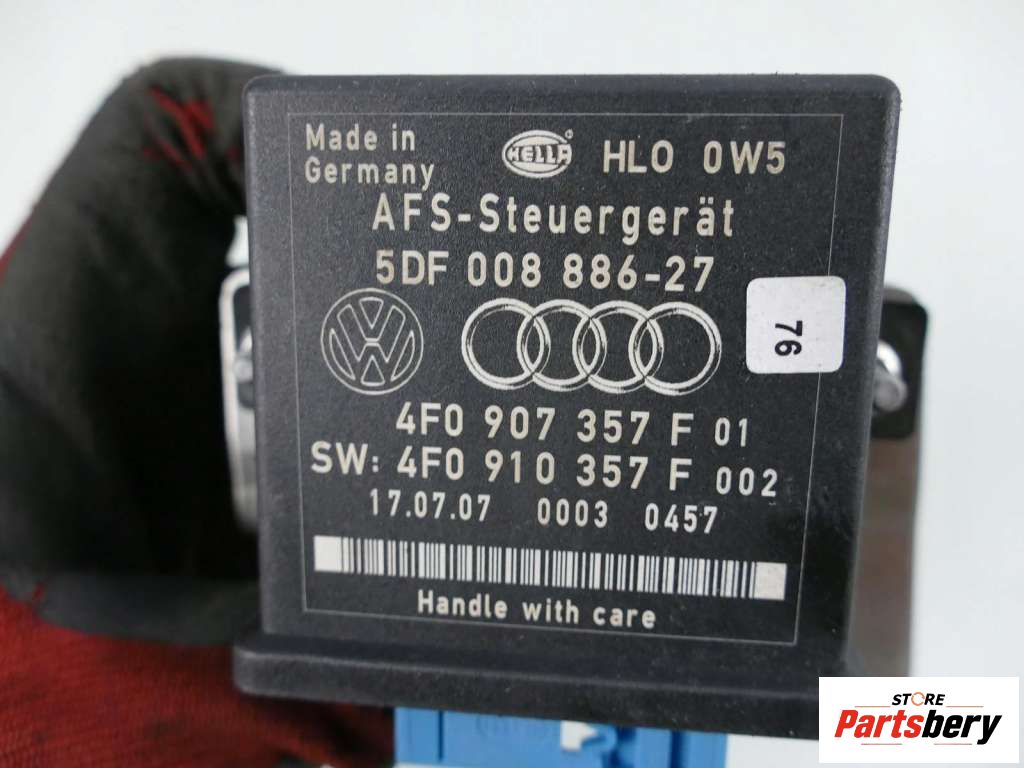 Made in
Germany
HELLA
HL0 0W5
AFS-Steuergerät
5DF 008 886-27
76
4F0 907 357 F 01
SW: 4F0 910 357 F 002
17.07.07 0003 0457
Handle with care
STORE
Partsbery